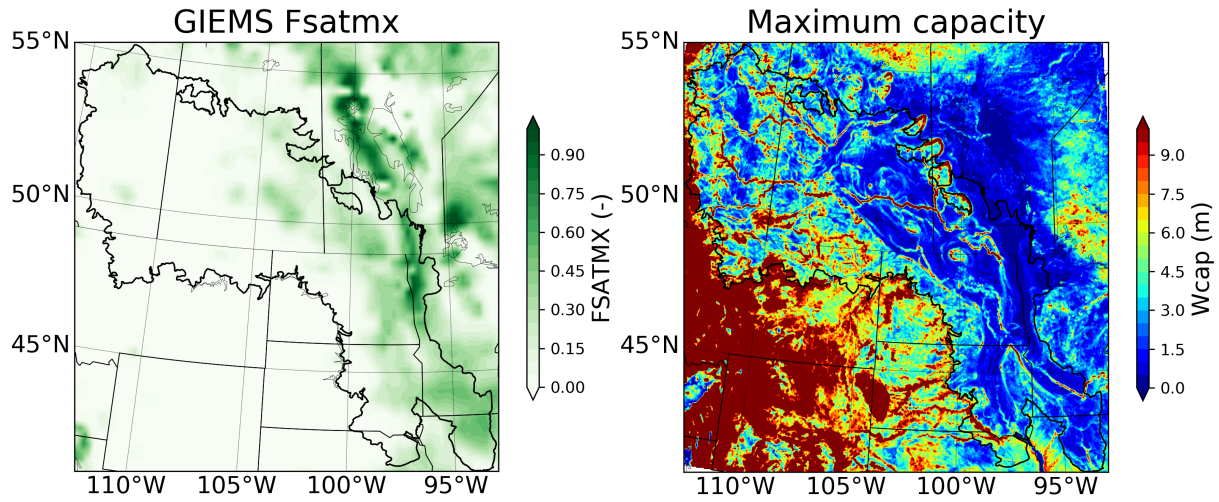 GIEMS Fsatmx
55°N
50°N
45°N
110°W 105°W 100°W 95°W
0.90
0.75
0.60
0.45
0.30
0.15
0.00
FSATMX (-)
Maximum capacity
55°N
50°N
45°N
110°W 105°W 100°W 95°W
9.0
7.5
6.0
4.5
3.0
1.5
0.0
Wcap (m)